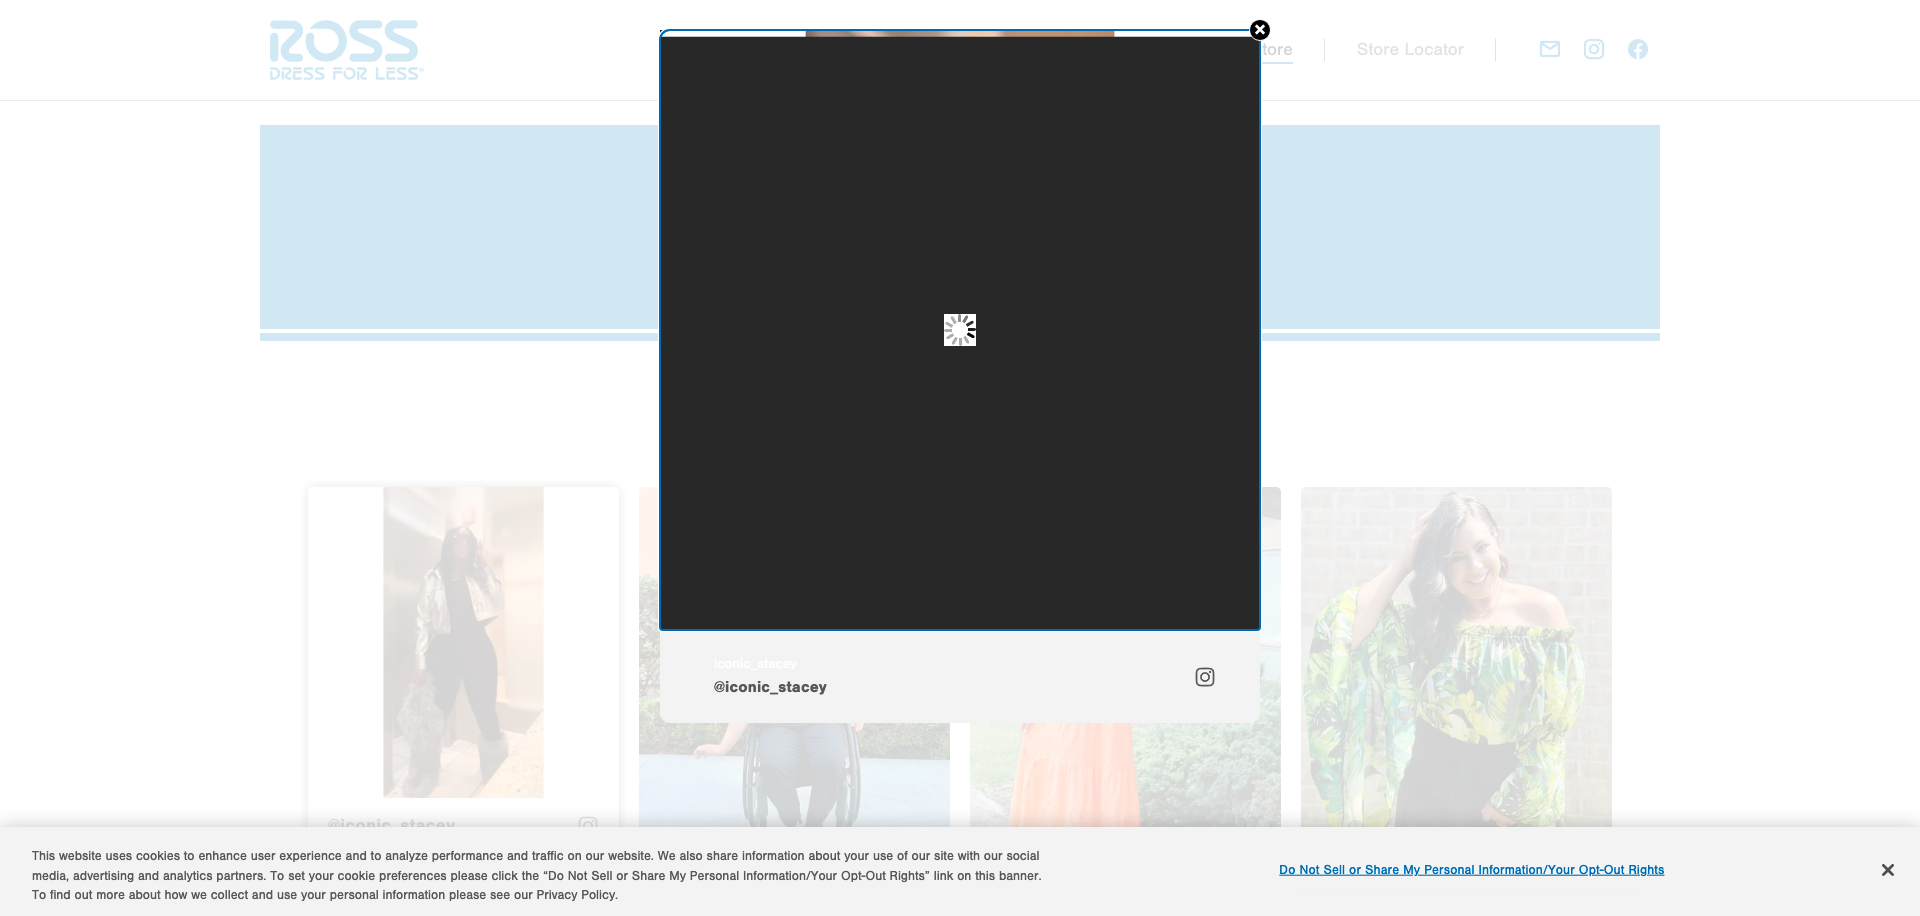 ROSS
DRESS FOR LESS®
tore
Store Locator
iconic_stacey
@iconic_stacey
@iconic_stacey
This website uses cookies to enhance user experience and to analyze performance and traffic on our website. We also share information about your use of our site with our social
media, advertising and analytics partners. To set your cookie preferences please click the “Do Not Sell or Share My Personal Information/Your Opt-Out Rights” link on this banner.
To find out more about how we collect and use your personal information please see our Privacy Policy.
Do Not Sell or Share My Personal Information/Your Opt-Out Rights